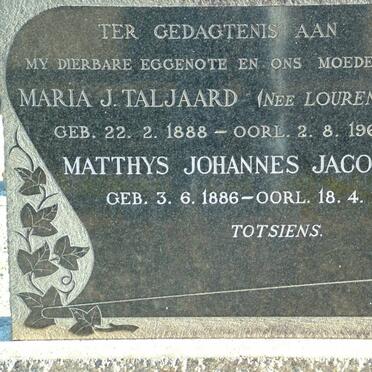 TER GEDAGTENIS AAN
MY DIERBARE EGGENOTE EN ONS MOEDE
MARIA J. TALJAARD (NEE LOUREN
GEB. 22. 2. 1888 – OORL. 2. 8. 196
MATTHYS JOHANNES JACO
GEB. 3. 6. 1886 – OORL. 18. 4.
TOTSIENS.